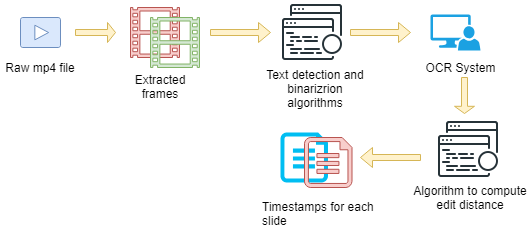 Raw mp4 file
Extracted
frames
Text detection and
binarizrion
algorithms
OCR System
Algorithm to compute
edit distance
Timestamps for each
slide